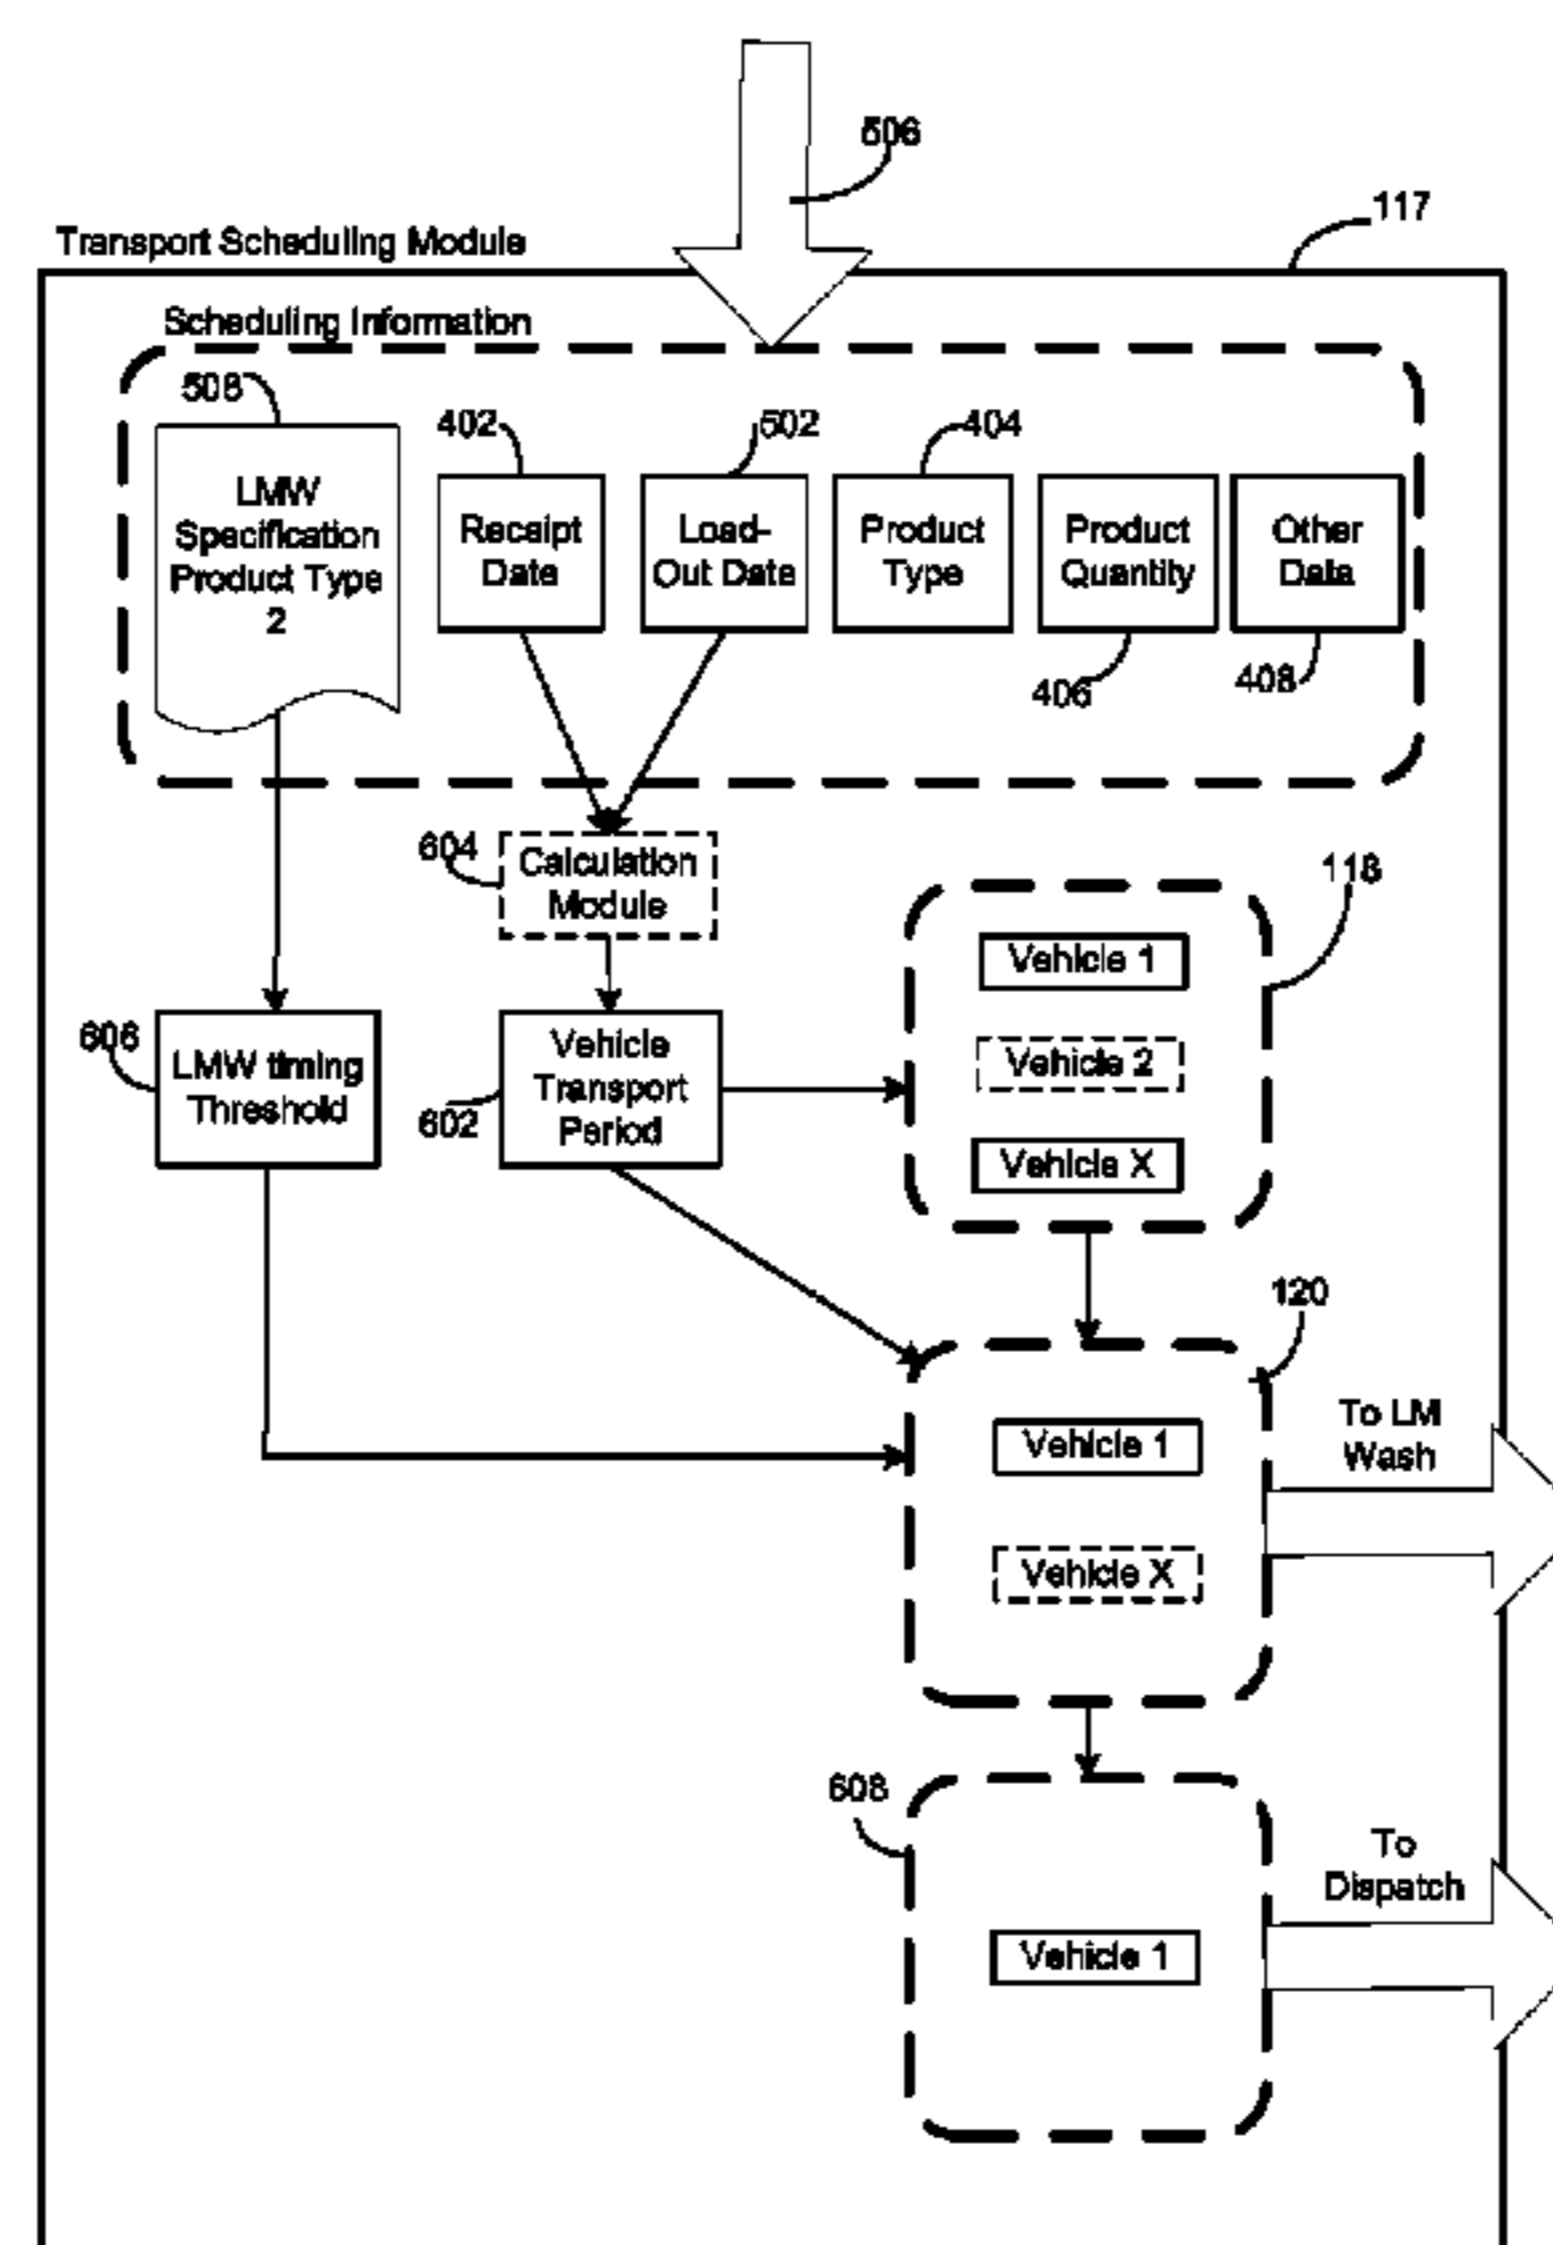 506
117
Transport Scheduling Module
Scheduling Information
508
402
502
404
LMW
Specification
Product Type
2
Receipt
Date
Load-
Out Date
Product
Type
Product
Quantity
Other
Data
406
408
604
Calculation
Module
118
Vehicle 1
Vehicle 2
Vehicle X
606
LMW timing
Threshold
602
Vehicle
Transport
Period
120
Vehicle 1
Vehicle X
To LM
Wash
608
Vehicle 1
To
Dispatch